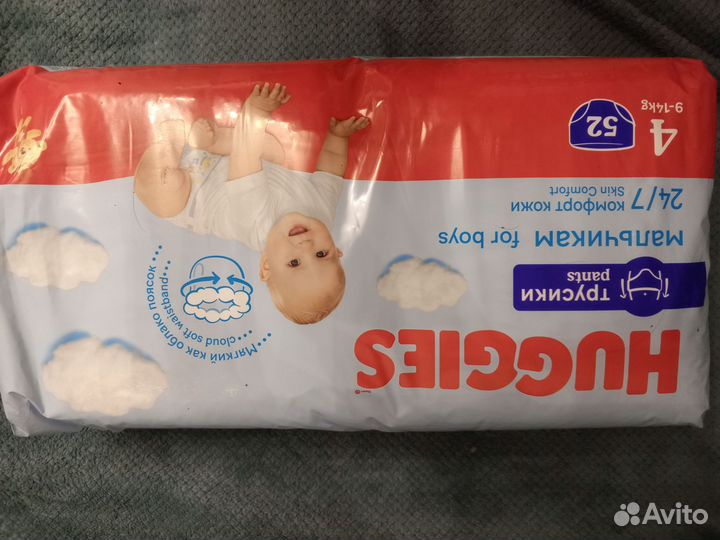 HUGGIES
трусики
pants
мальчикам for boys
24/7 комфорт кожи
Skin Comfort
4
9-14kg
52
Мягкий как облако поясок
cloud soft waistband
Avito